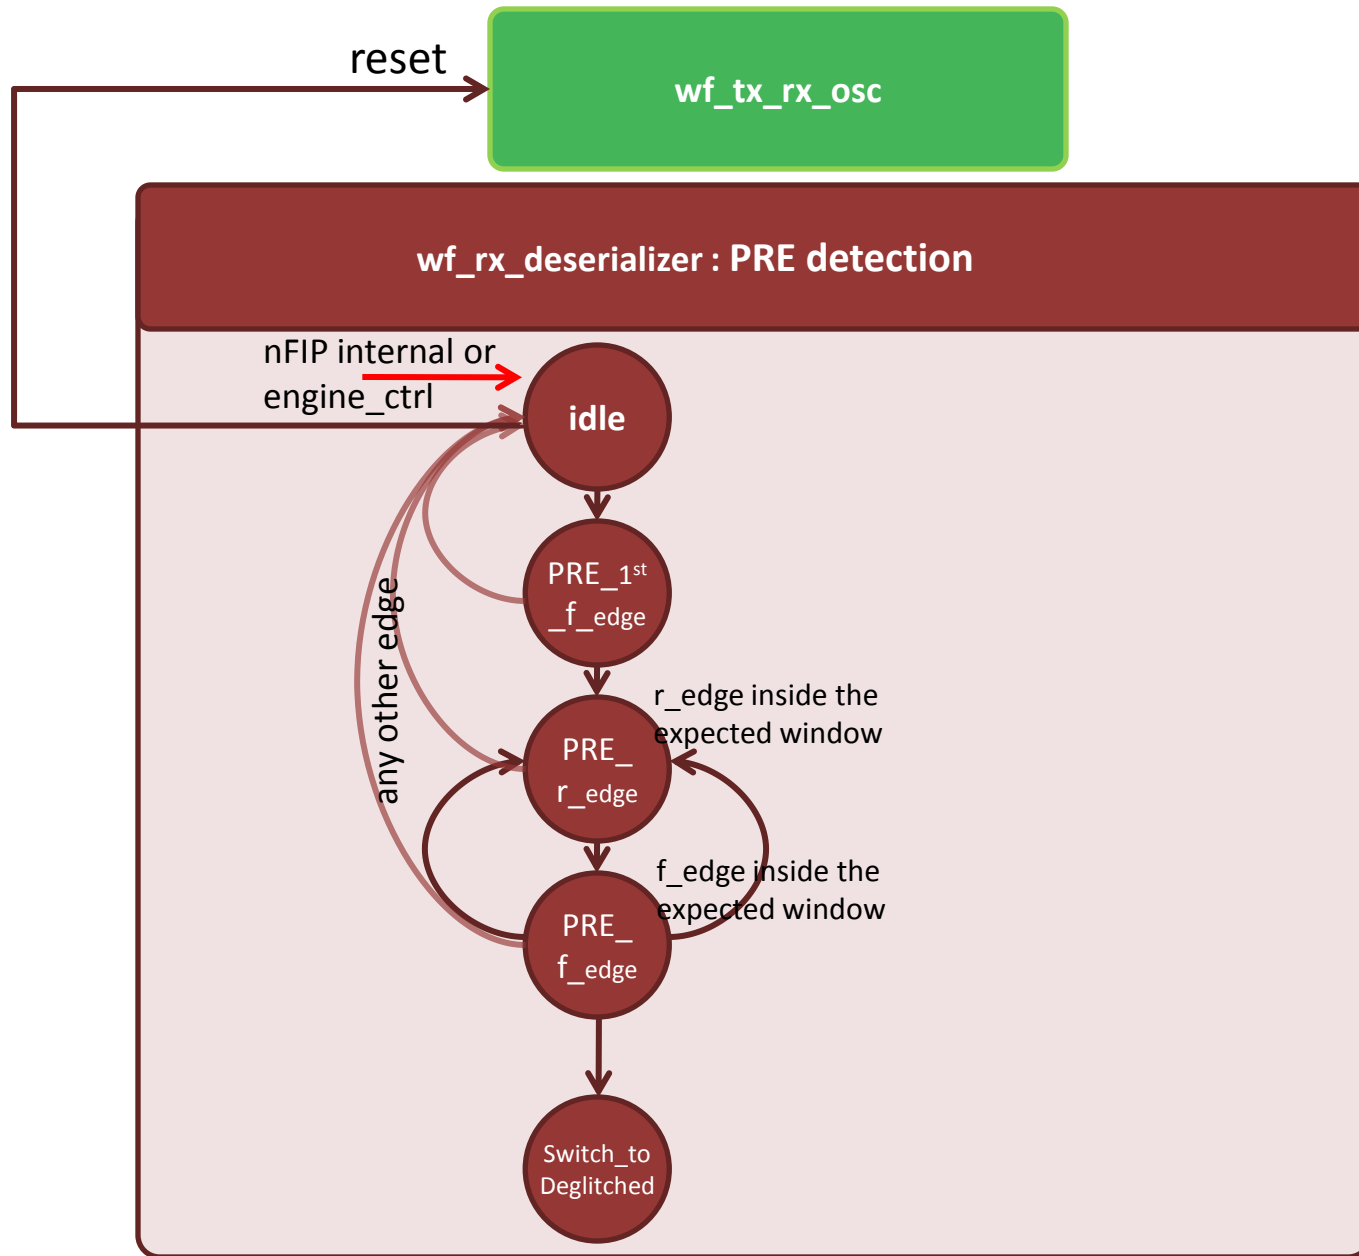 reset
wf_tx_rx_osc
wf_rx_deserializer : PRE detection
nFIP internal or
engine_ctrl
idle
PRE_1st
_f_edge
any other edge
r_edge inside the
expected window
PRE_
r_edge
f_edge inside the
expected window
PRE_
f_edge
Switch_to
Deglitched